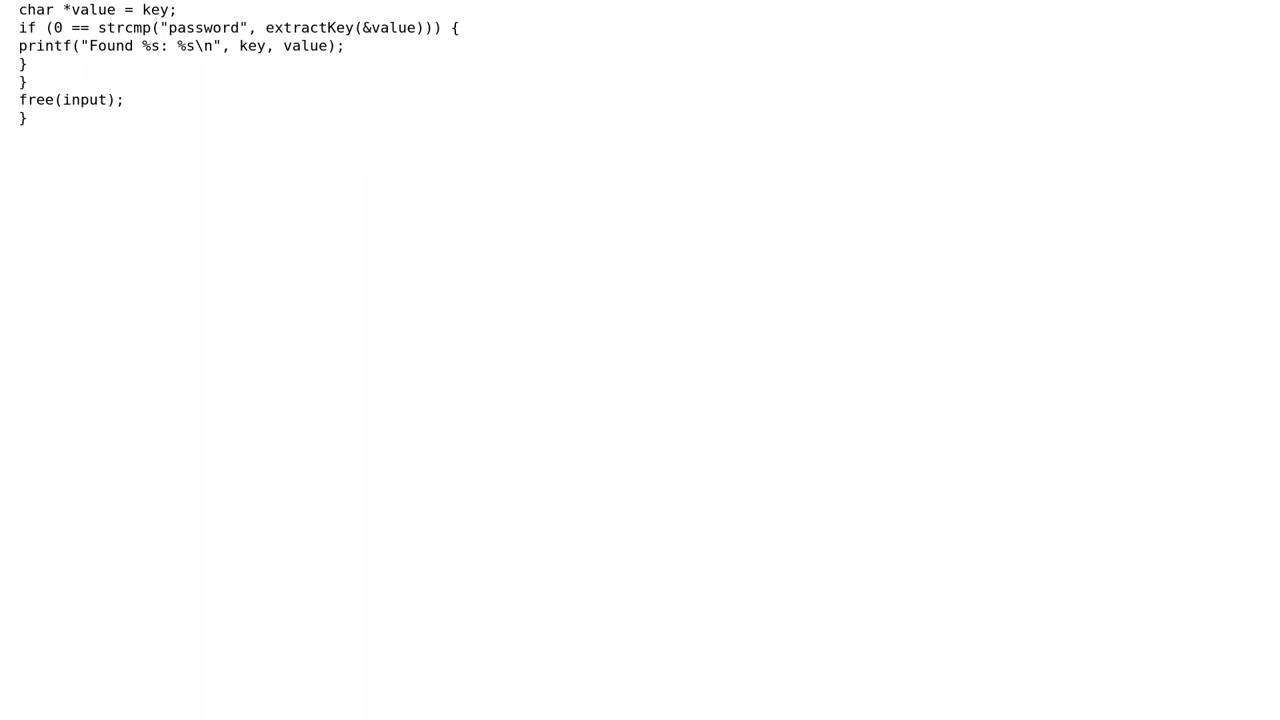 char *value = key;
if (0 == strcmp("password", extractKey(&value))) {
printf("Found %s: %s\n", key, value);
}
}
free(input);
}